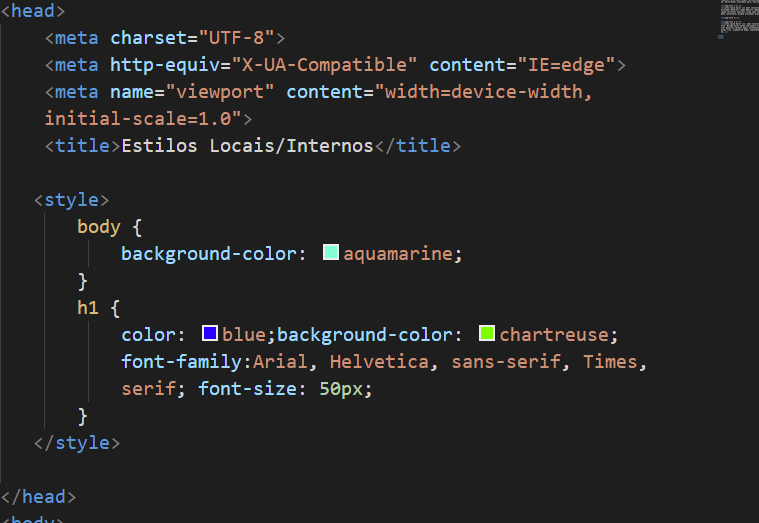 <head>
<meta charset="UTF-8">
<meta http-equiv="X-UA-Compatible" content="IE=edge">
<meta name="viewport" content="width=device-width,
initial-scale=1.0">
<title>Estilos Locais/Internos</title>
<style>
body {
background-color: aquamarine;
}
h1 {
color: blue;background-color: chartreuse;
font-family:Arial, Helvetica, sans-serif, Times,
serif; font-size: 50px;
}
</style>
</head>
<body>